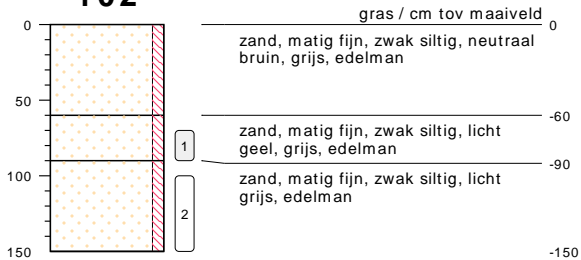 gras / cm tov maaiveld
0
0
zand, matig fijn, zwak siltig, neutraal
bruin, grijs, edelman
50
-60
zand, matig fijn, zwak siltig, licht
geel, grijs, edelman
1
-90
100
zand, matig fijn, zwak siltig, licht
grijs, edelman
2
150
-150